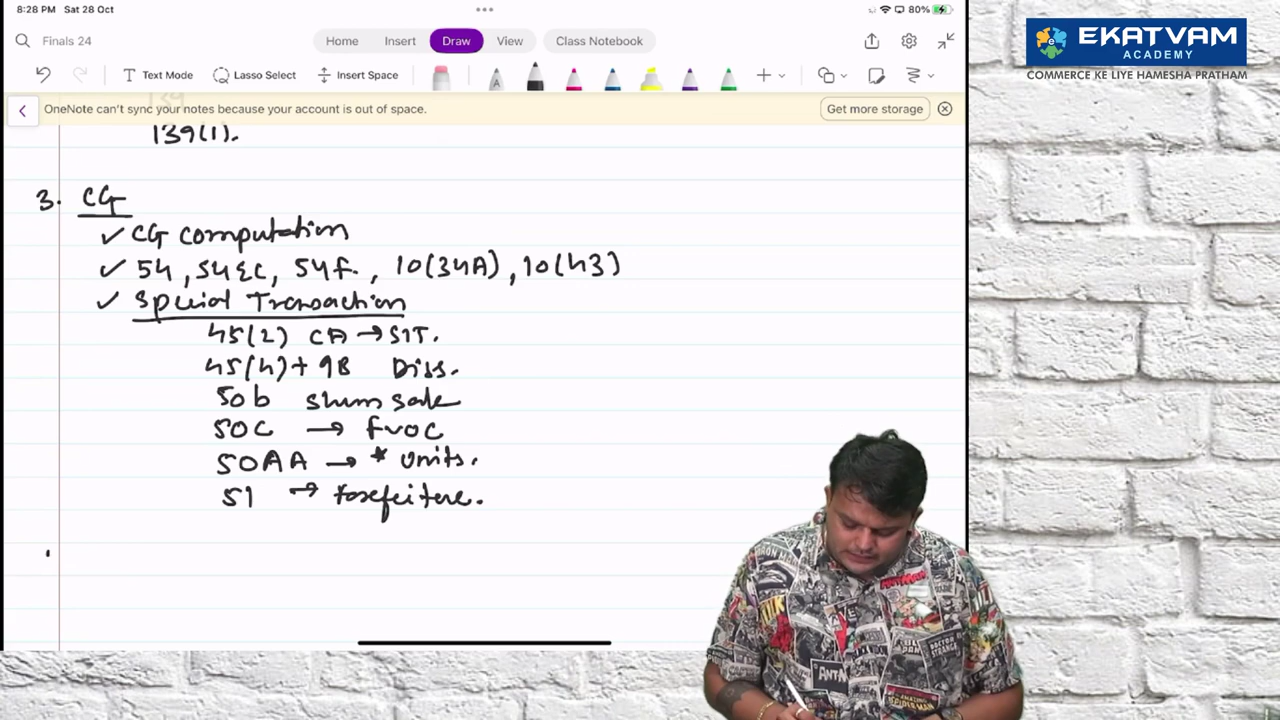 8:28 PM Sat 28 Oct
80%
Finals 24
Home Insert Draw View Class Notebook
Text Mode Lasso Select Insert Space
OneNote can't sync your notes because your account is out of space. Get more storage
EKATVAM
ACADEMY
COMMERCE KE LIYE HAMESHA PRATHAM
139
139(1).
3. CG
✓ CG computation
✓ 54, 54EC, 54f., 10(34A), 10(43)
✓ Special Transaction
45(2) CA → SIT.
45(4) + 9B Diss.
50b slum sale
50C → fvoc
50AA → * Units.
51 → forefeiture.